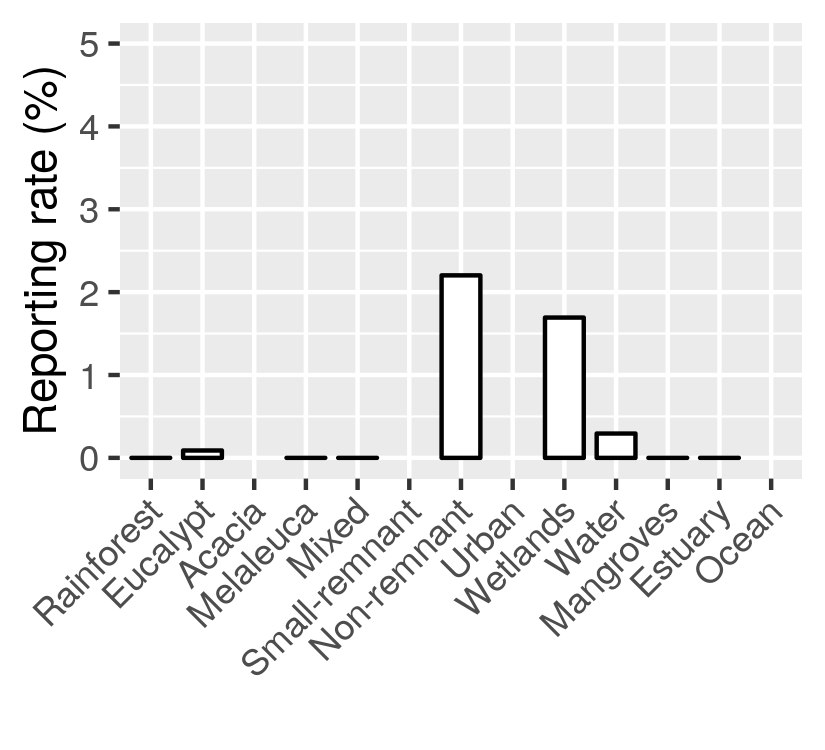 Reporting rate (%)
5
4
3
2
1
0
Rainforest
Eucalypt
Acacia
Melaleuca
Mixed
Small-remnant
Non-remnant
Urban
Wetlands
Water
Mangroves
Estuary
Ocean